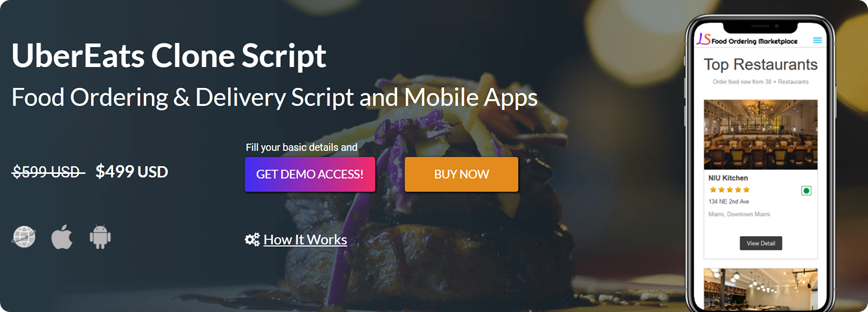 UberEats Clone Script
Food Ordering & Delivery Script and Mobile Apps
Fill your basic details and
$599 USD $499 USD
GET DEMO ACCESS!
BUY NOW
How It Works
LS Food Ordering Marketplace
Top Restaurants
Order food now from 38 + Restaurants
NIU Kitchen
134 NE 2nd Ave
Miami, Downtown Miami
View Detail